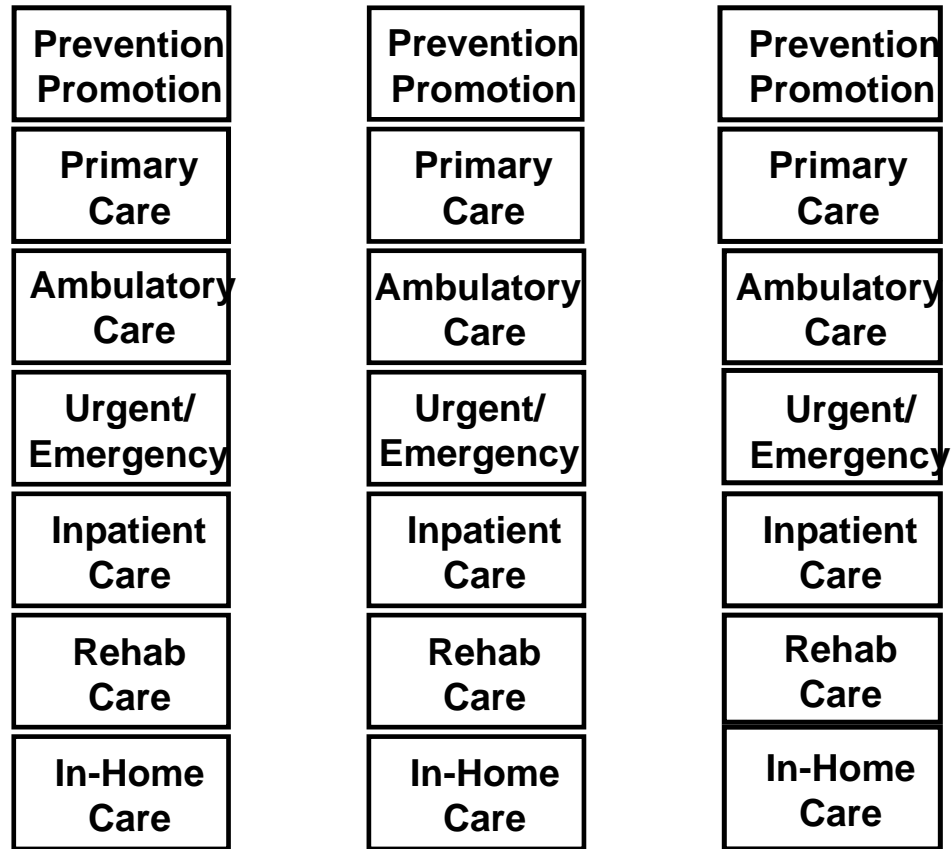 Prevention
Promotion
Primary
Care
Ambulatory
Care
Urgent/
Emergency
Inpatient
Care
Rehab
Care
In-Home
Care
Prevention
Promotion
Primary
Care
Ambulatory
Care
Urgent/
Emergency
Inpatient
Care
Rehab
Care
In-Home
Care
Prevention
Promotion
Primary
Care
Ambulatory
Care
Urgent/
Emergency
Inpatient
Care
Rehab
Care
In-Home
Care